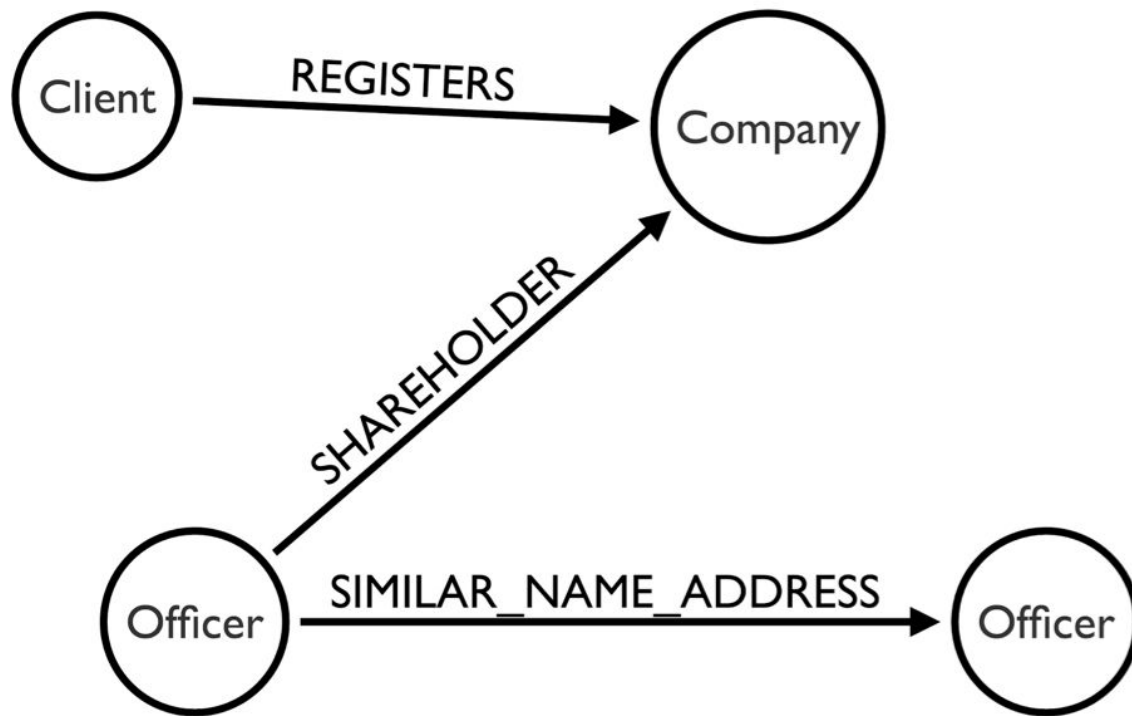 Client
REGISTERS
Company
SHAREHOLDER
Officer
SIMILAR_NAME_ADDRESS
Officer